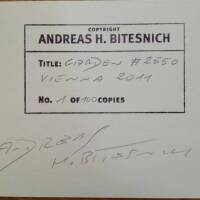 COPYRIGHT
ANDREAS H. BITESNICH
TITLE: GARDEN #2550
VIENNA 2011
NO. 1 OF 100 COPIES
ANDREAS
H. BITESNICH